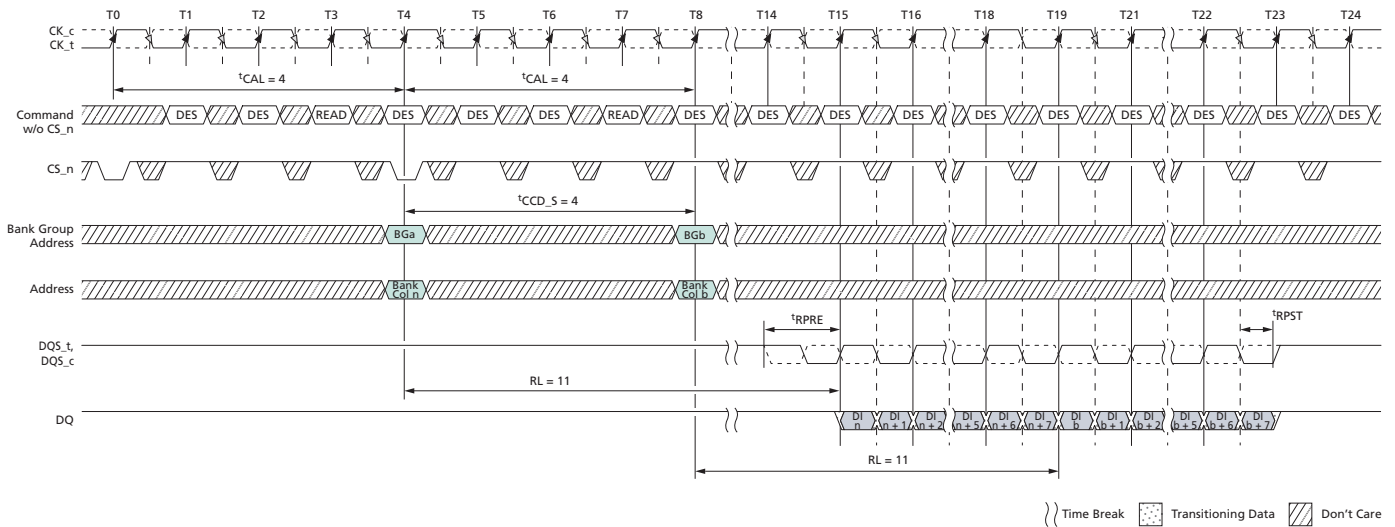 T0 T1 T2 T3 T4 T5 T6 T7 T8 T14 T15 T16 T18 T19 T21 T22 T23 T24
CK_c
CK_t
tCAL = 4 tCAL = 4
Command
w/o CS_n
DES DES READ DES DES DES READ DES DES DES DES DES DES DES DES DES DES
CS_n
tCCD_S = 4
Bank Group
Address
BGa BGb
Address
Bank
Col n
Bank
Col b
tRPRE tRPST
DQS_t,
DQS_c
RL = 11
DQ
DI
n
DI
n + 1
DI
n + 2
DI
n + 5
DI
n + 6
DI
n + 7
DI
b
DI
b + 1
DI
b + 2
DI
b + 5
DI
b + 6
DI
b + 7
RL = 11
Time Break Transitioning Data Don't Care